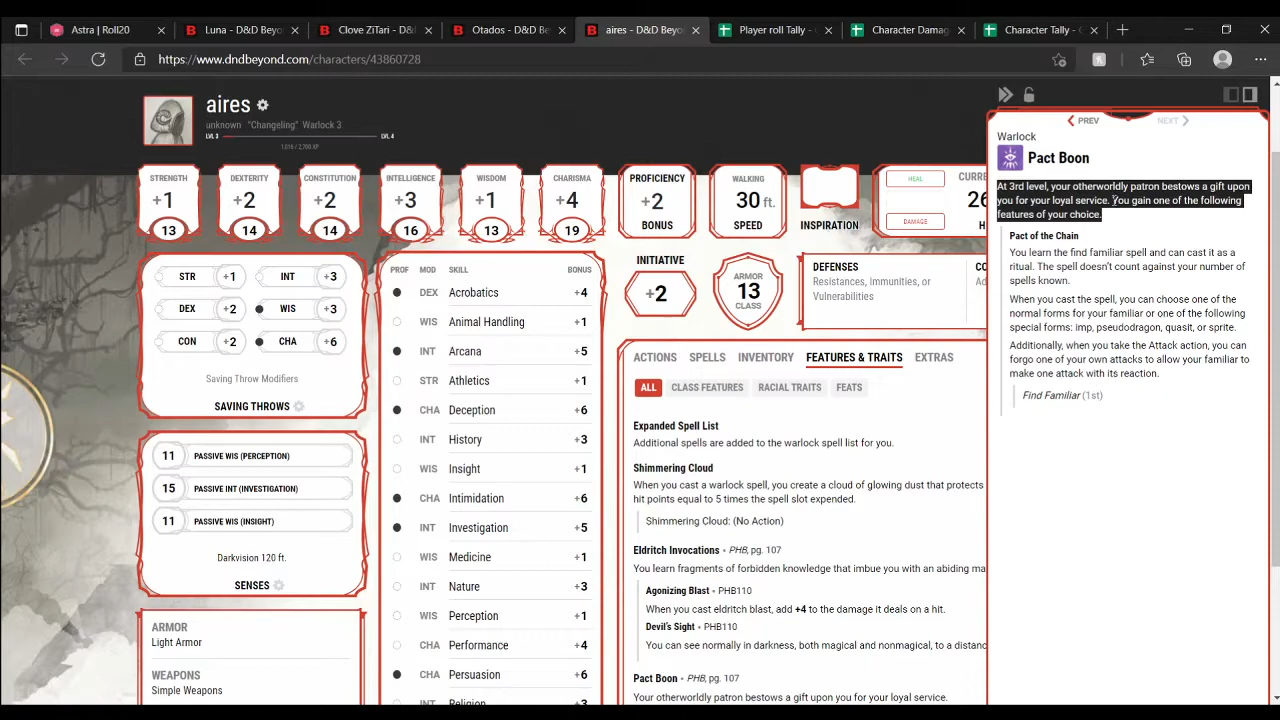 Astra | Roll20
Luna - D&D Beyo
Clove ZiTari - D&d
Otados - D&D Be
aires - D&D Beyo
Player roll Tally -
Character Damag
Character Tally -
https://www.dndbeyond.com/characters/43860728
aires
unknown "Changeling" Warlock 3
LVL 3
LVL 4
1,016 / 2,700 XP
STRENGTH
+1
13
DEXTERITY
+2
14
CONSTITUTION
+2
14
INTELLIGENCE
+3
16
WISDOM
+1
13
CHARISMA
+4
19
PROFICIENCY
+2
BONUS
WALKING
30 ft.
SPEED
INSPIRATION
HEAL
DAMAGE
CURRE
26
H
STR +1
INT +3
DEX +2
WIS +3
CON +2
CHA +6
Saving Throw Modifiers
SAVING THROWS
11 PASSIVE WIS (PERCEPTION)
15 PASSIVE INT (INVESTIGATION)
11 PASSIVE WIS (INSIGHT)
Darkvision 120 ft.
SENSES
ARMOR
Light Armor
WEAPONS
Simple Weapons
PROF MOD SKILL BONUS
DEX Acrobatics +4
WIS Animal Handling +1
INT Arcana +5
STR Athletics +1
CHA Deception +6
INT History +3
WIS Insight +1
CHA Intimidation +6
INT Investigation +5
WIS Medicine +1
INT Nature +3
WIS Perception +1
CHA Performance +4
CHA Persuasion +6
INT Religion +3
INITIATIVE
+2
ARMOR
13
CLASS
DEFENSES
Resistances, Immunities, or
Vulnerabilities
CO
Ad
ACTIONS SPELLS INVENTORY FEATURES & TRAITS EXTRAS
ALL CLASS FEATURES RACIAL TRAITS FEATS
Expanded Spell List
Additional spells are added to the warlock spell list for you.
Shimmering Cloud
When you cast a warlock spell, you create a cloud of glowing dust that protects
hit points equal to 5 times the spell slot expended.
Shimmering Cloud: (No Action)
Eldritch Invocations • PHB, pg. 107
You learn fragments of forbidden knowledge that imbue you with an abiding ma
Agonizing Blast • PHB110
When you cast eldritch blast, add +4 to the damage it deals on a hit.
Devil's Sight • PHB110
You can see normally in darkness, both magical and nonmagical, to a distanc
Pact Boon • PHB, pg. 107
Your otherworldly patron bestows a gift upon you for your loyal service.
PREV
NEXT
Warlock
Pact Boon
At 3rd level, your otherworldly patron bestows a gift upon
you for your loyal service. You gain one of the following
features of your choice.
Pact of the Chain
You learn the find familiar spell and can cast it as a
ritual. The spell doesn't count against your number of
spells known.
When you cast the spell, you can choose one of the
normal forms for your familiar or one of the following
special forms: imp, pseudodragon, quasit, or sprite.
Additionally, when you take the Attack action, you can
forgo one of your own attacks to allow your familiar to
make one attack with its reaction.
Find Familiar (1st)